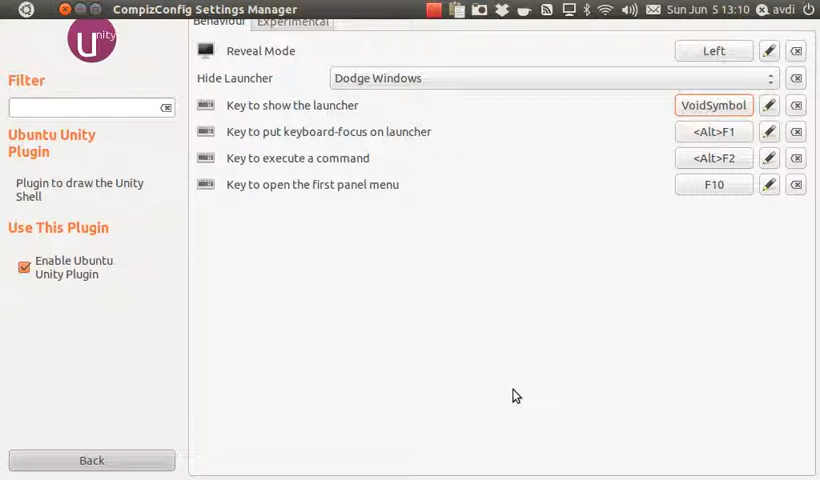 CompizConfig Settings Manager
Sun Jun 5 13:10 avdi
Unity
Behaviour Experimental
Reveal Mode Left
Filter
Hide Launcher Dodge Windows
Key to show the launcher VoidSymbol
Ubuntu Unity
Plugin
Key to put keyboard-focus on launcher <Alt>F1
Key to execute a command <Alt>F2
Plugin to draw the Unity
Shell
Key to open the first panel menu F10
Use This Plugin
Enable Ubuntu
Unity Plugin
Back